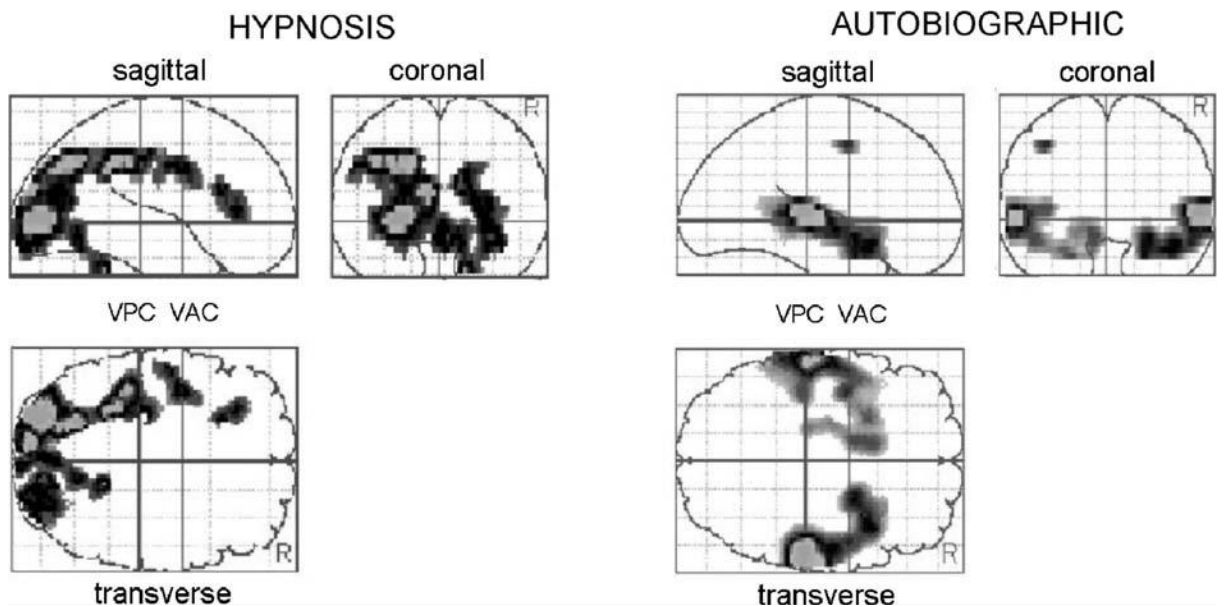 HYPNOSIS
sagittal coronal
R
VPC VAC
R
transverse
AUTOBIOGRAPHIC
sagittal coronal
R
VPC VAC
R
transverse